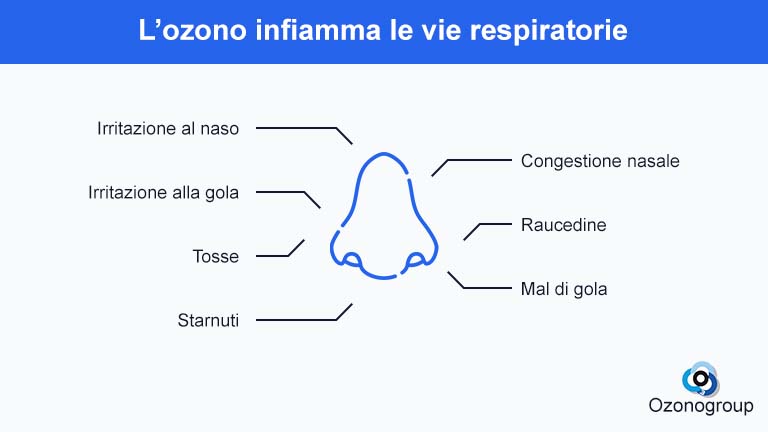 L’ozono infiamma le vie respiratorie
Irritazione al naso
Irritazione alla gola
Tosse
Starnuti
Congestione nasale
Raucedine
Mal di gola
Ozonogroup